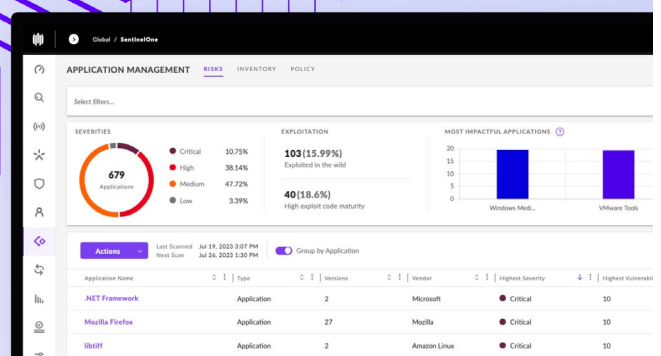 Global / SentinelOne
APPLICATION MANAGEMENT RISKS INVENTORY POLICY
Select filters...
SEVERITIES
679
Applications
Critical 10.75%
High 38.14%
Medium 47.72%
Low 3.39%
EXPLOITATION
103 (15.99%)
Exploited in the wild
40 (18.6%)
High exploit code maturity
MOST IMPACTFUL APPLICATIONS ?
20
15
10
5
0
Windows Medi... VMware Tools
Actions
Last Scanned Jul 19, 2023 3:07 PM
Next Scan Jul 26, 2023 1:30 PM
Group by Application
Application Name Type Versions Vendor Highest Severity Highest Vulnerabil
.NET Framework Application 2 Microsoft Critical 10
Mozilla Firefox Application 27 Mozilla Critical 10
libtiff Application 2 Amazon Linux Critical 10